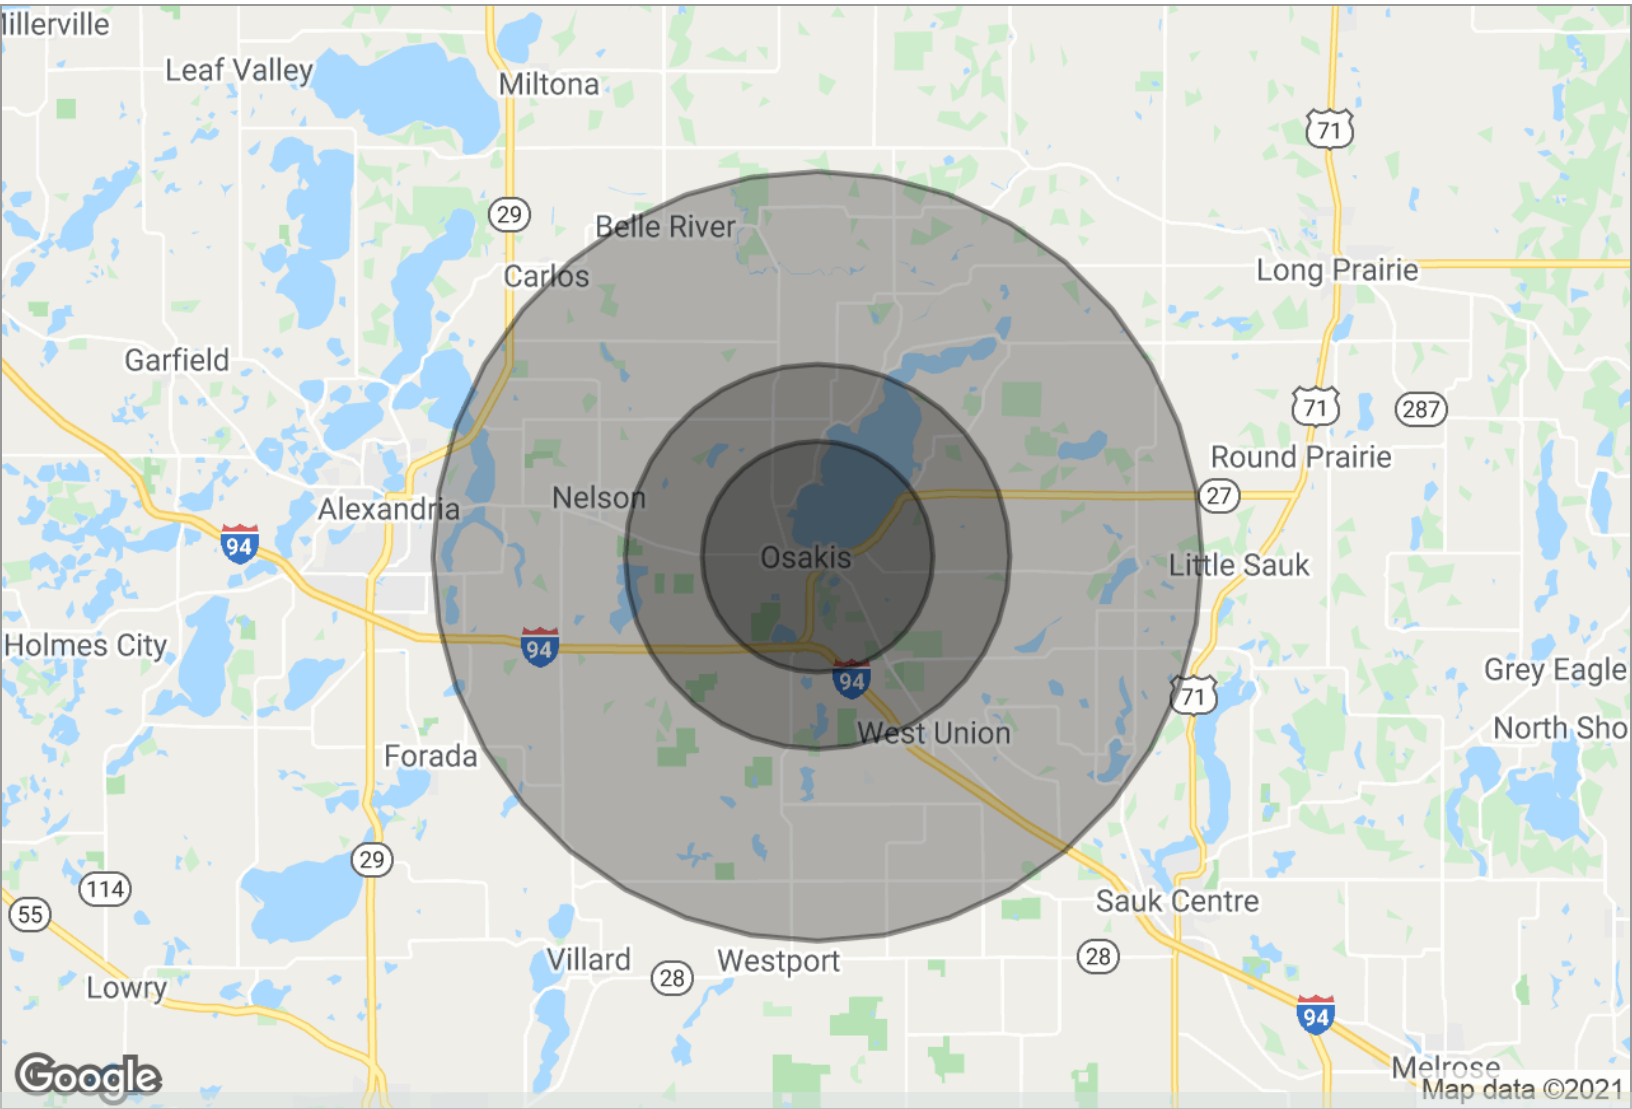 illerville
Leaf Valley
Miltona
71
29
Belle River
Carlos
Long Prairie
Garfield
71
287
Round Prairie
27
Nelson
Alexandria
94
Osakis
Little Sauk
Holmes City
94
94
71
Grey Eagle
North Sho
West Union
Forada
29
114
55
Sauk Centre
Villard
Westport
28
28
Lowry
94
Melrose
Google
Map data ©2021